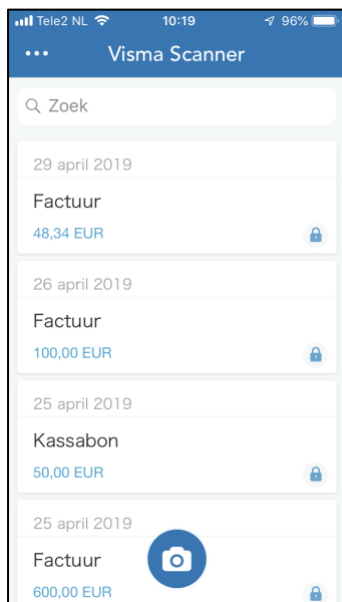 Tele2 NL 10:19 96%
Visma Scanner
Zoek
29 april 2019
Factuur
48,34 EUR
26 april 2019
Factuur
100,00 EUR
25 april 2019
Kassabon
50,00 EUR
25 april 2019
Factuur
600,00 EUR